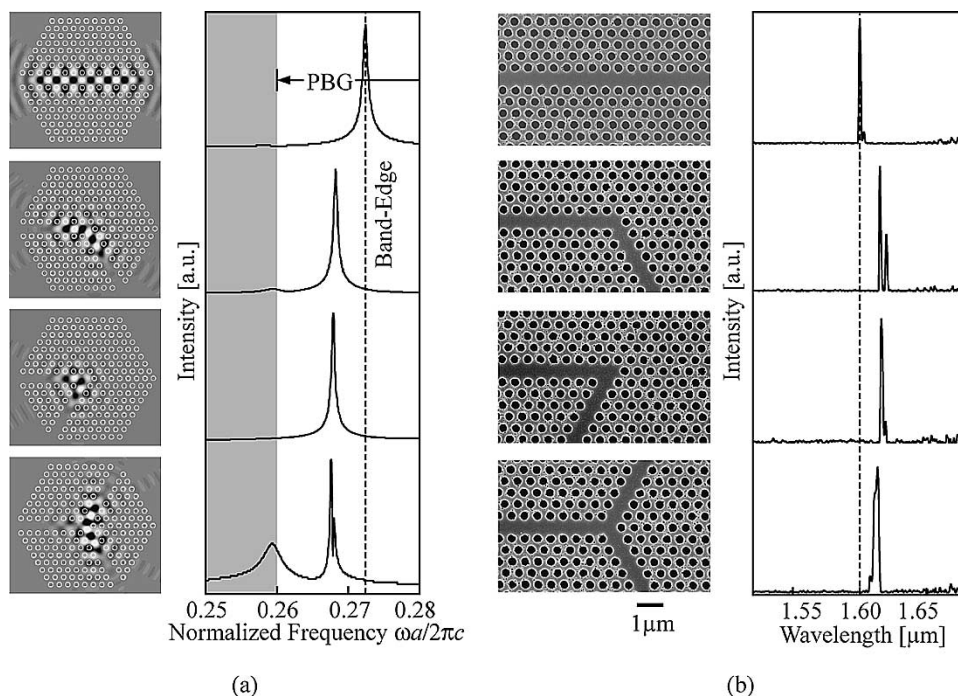 PBG
Band-Edge
Intensity [a.u.]
0.25
0.26
0.27
0.28
Normalized Frequency ωa/2πc
(a)
1μm
Intensity [a.u.]
1.55
1.60
1.65
Wavelength [μm]
(b)